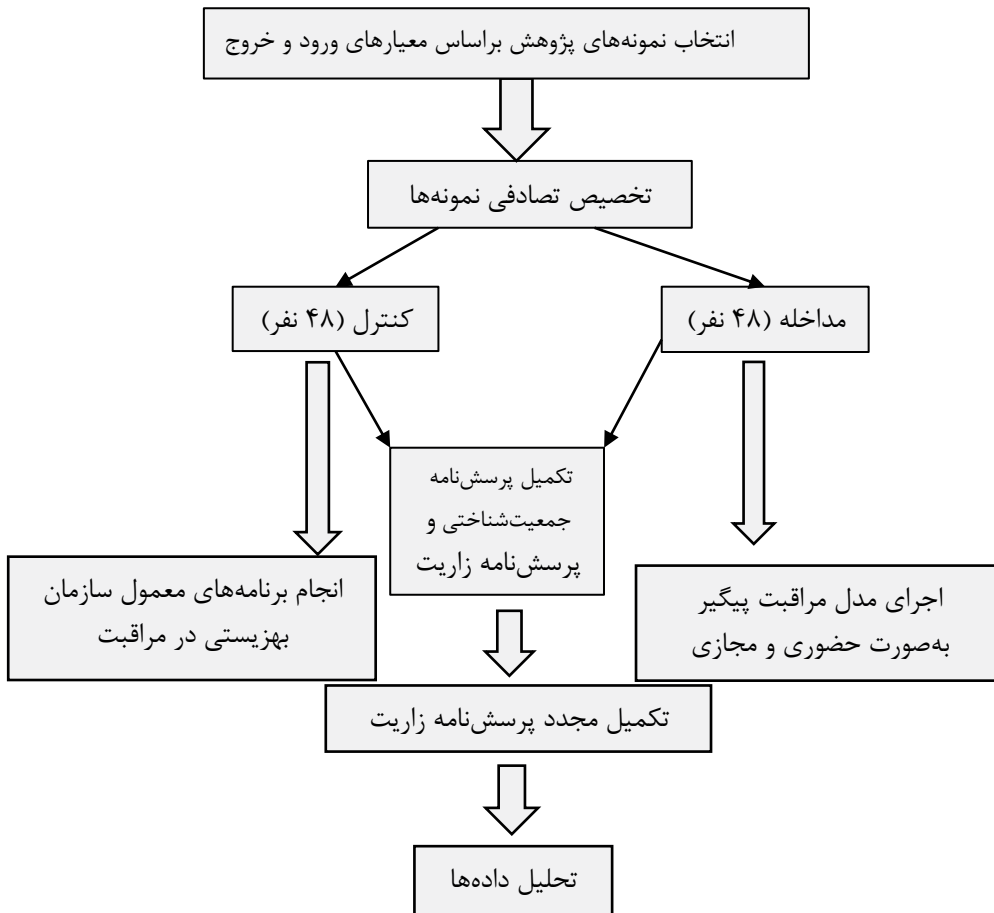 انتخاب نمونه‌های پژوهش براساس معیارهای ورود و خروج
تخصیص تصادفی نمونه‌ها
مداخله (۴۸ نفر)
کنترل (۴۸ نفر)
تکمیل پرسش‌نامه
جمعیت‌شناختی و
پرسش‌نامه زاریت
اجرای مدل مراقبت پیگیر
به‌صورت حضوری و مجازی
انجام برنامه‌های معمول سازمان
بهزیستی در مراقبت
تکمیل مجدد پرسش‌نامه زاریت
تحلیل داده‌ها